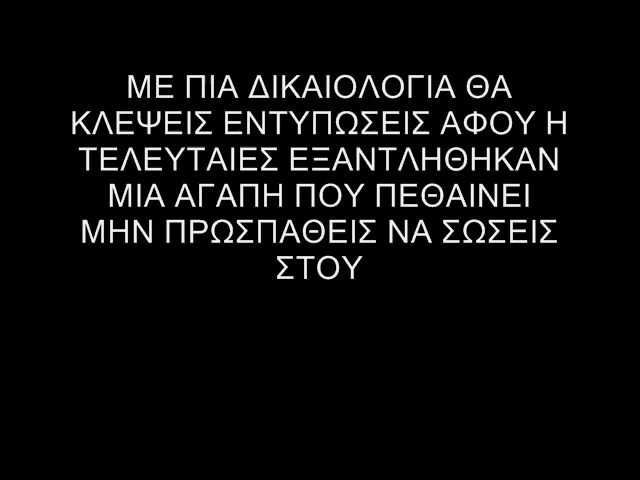 ΜΕ ΠΙΑ ΔΙΚΑΙΟΛΟΓΙΑ ΘΑ
ΚΛΕΨΕΙΣ ΕΝΤΥΠΩΣΕΙΣ ΑΦΟΥ Η
ΤΕΛΕΥΤΑΙΕΣ ΕΞΑΝΤΛΗΘΗΚΑΝ
ΜΙΑ ΑΓΑΠΗ ΠΟΥ ΠΕΘΑΙΝΕΙ
ΜΗΝ ΠΡΩΣΠΑΘΕΙΣ ΝΑ ΣΩΣΕΙΣ
ΣΤΟΥ